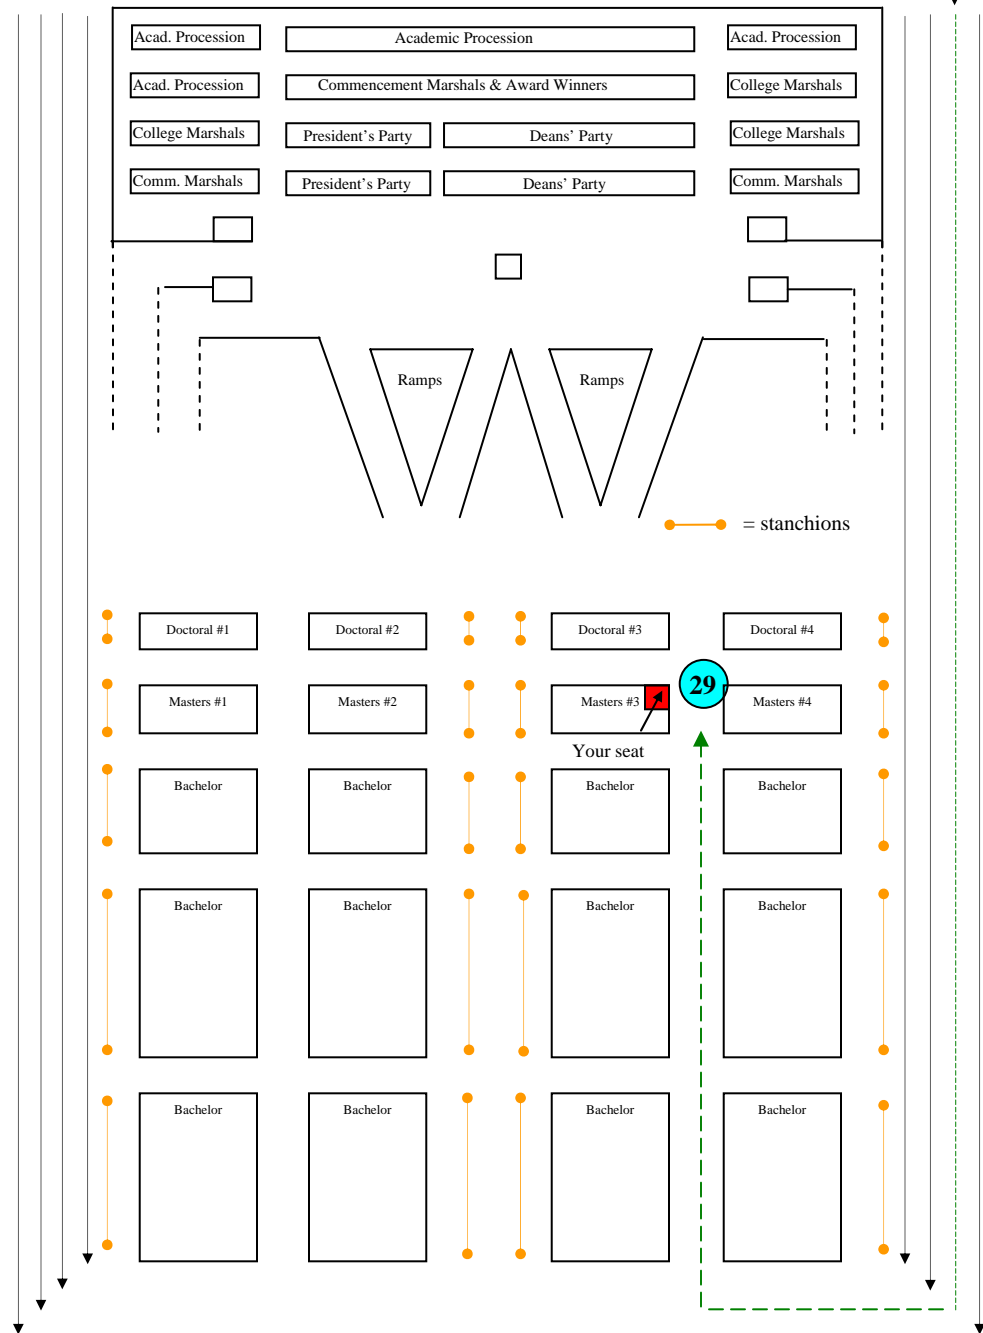 Acad. Procession
Academic Procession
Acad. Procession
Acad. Procession
Commencement Marshals & Award Winners
College Marshals
College Marshals
President's Party
Deans' Party
College Marshals
Comm. Marshals
President's Party
Deans' Party
Comm. Marshals
Ramps
Ramps
= stanchions
Doctoral #1
Doctoral #2
Doctoral #3
Doctoral #4
Masters #1
Masters #2
Masters #3
29
Masters #4
Your seat
Bachelor
Bachelor
Bachelor
Bachelor
Bachelor
Bachelor
Bachelor
Bachelor
Bachelor
Bachelor
Bachelor
Bachelor